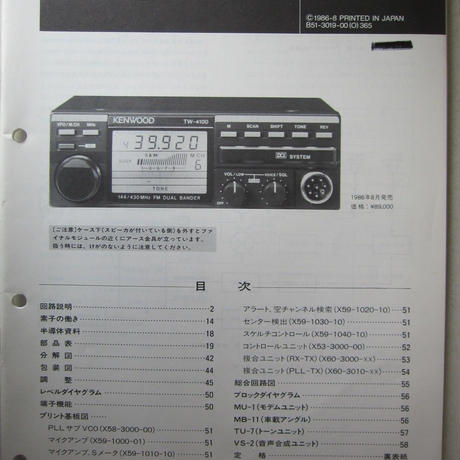 ©1986-8 PRINTED IN JAPAN
B51-3019-00(O)365
KENWOOD
TW-4100
VFO/M CH
MHz
M
SCAN
SHIFT
TONE
REV
439.920
M CH
6
TONE
SYSTEM
VOL/LOW
VOICE/SQL
144/430MHz FM DUAL BANDER
1986年8月発売
価格：¥89,000
[ご注意]ケース下(スピーカが付いている側)を外すとファ
イナルモジュールの近くにアース金具が立っています。
扱う時には、けがのないように注意してください。
目 次
回路説明 2
素子の働き 14
半導体資料 18
部品表 19
分解図 42
包装図 44
調整 45
レベルダイヤグラム 50
端子機能 50
プリント基板図
PLL サブ VCO (X58-3000-00) 51
マイクアンプ(X59-1000-01) 51
マイクアンプ、Sメータ(X59-1010-10) 51
アラート、空チャンネル検索(X59-1020-10) 51
センター検出(X59-1030-10) 51
スケルチコントロール(X59-1040-10) 51
コントロールユニット(X53-3000-00) 52
複合ユニット(RX-TX)(X60-3000-××) 53
複合ユニット(PLL-TX)(X60-3010-××) 54
総合回路図 55
ブロックダイヤグラム 56
MU-1(モデムユニット) 56
MB-11(車載アングル) 56
TU-7(トーンユニット) 57
VS-2(音声合成ユニット) 58
定格 裏表紙